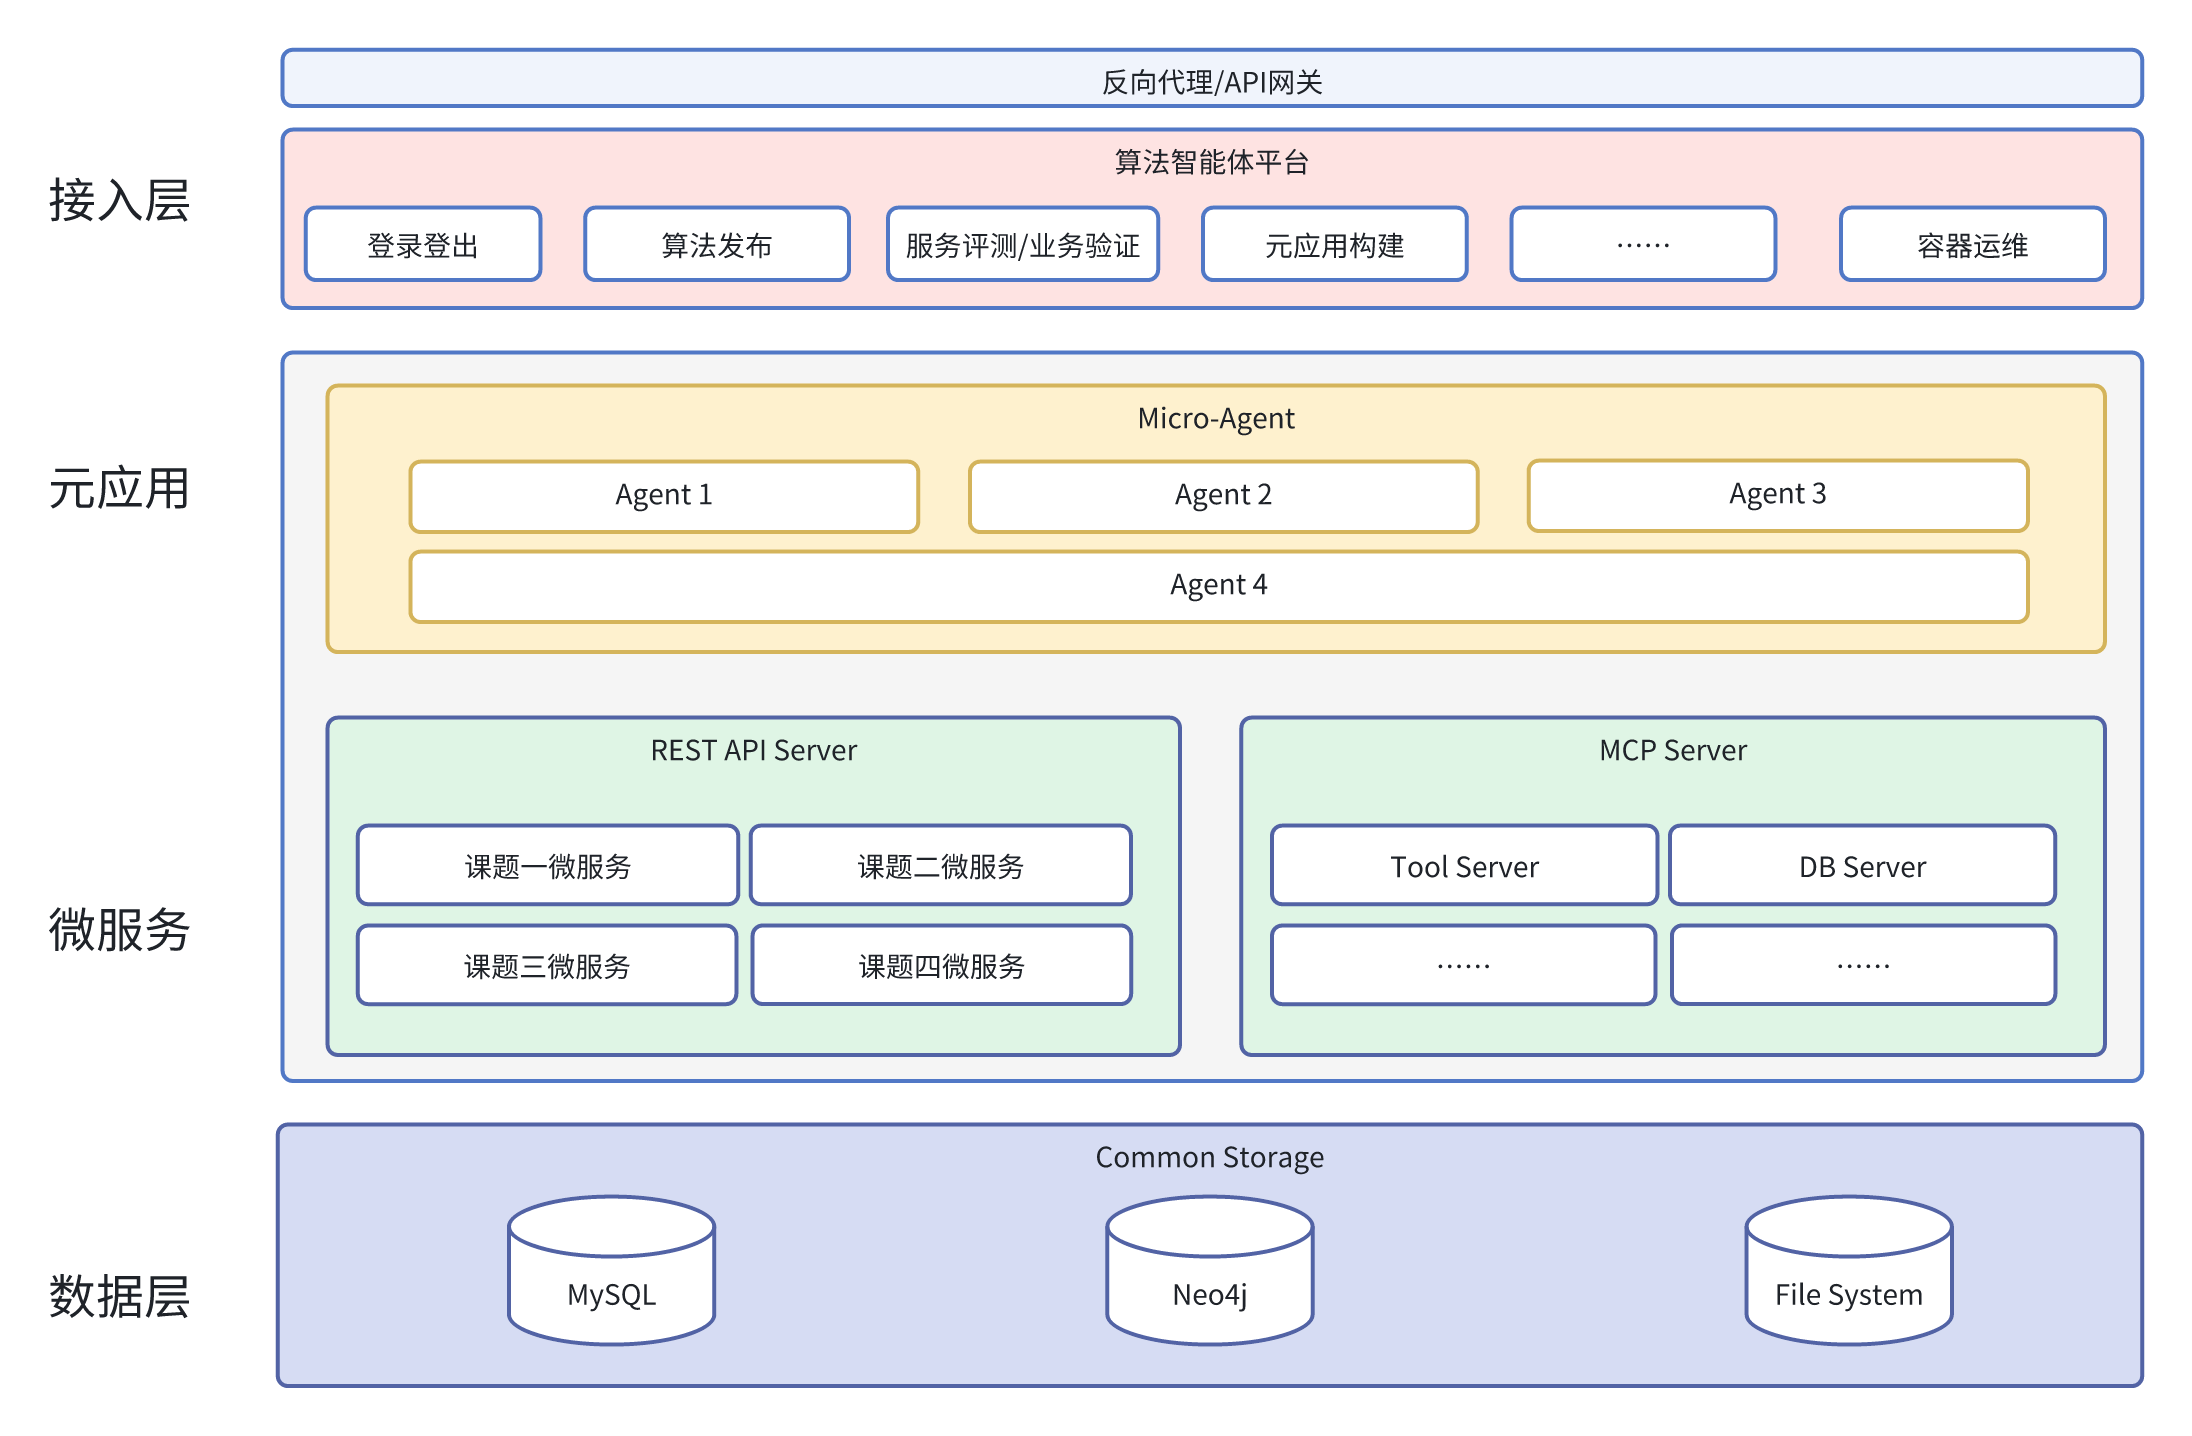 反向代理/API网关
接入层
算法智能体平台
登录登出
算法发布
服务评测/业务验证
元应用构建
······
容器运维
元应用
Micro-Agent
Agent 1
Agent 2
Agent 3
Agent 4
微服务
REST API Server
课题一微服务
课题二微服务
课题三微服务
课题四微服务
MCP Server
Tool Server
DB Server
······
······
数据层
Common Storage
MySQL
Neo4j
File System